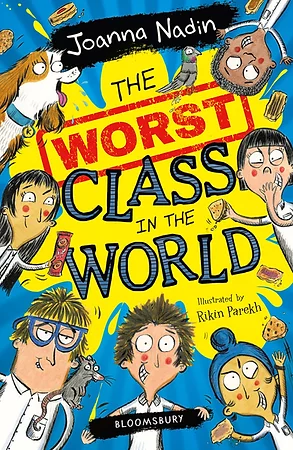 Joanna Nadin
THE
WORST
CLASS
IN THE
WORLD
Illustrated by
Rikin Parekh
BLOOMSBURY